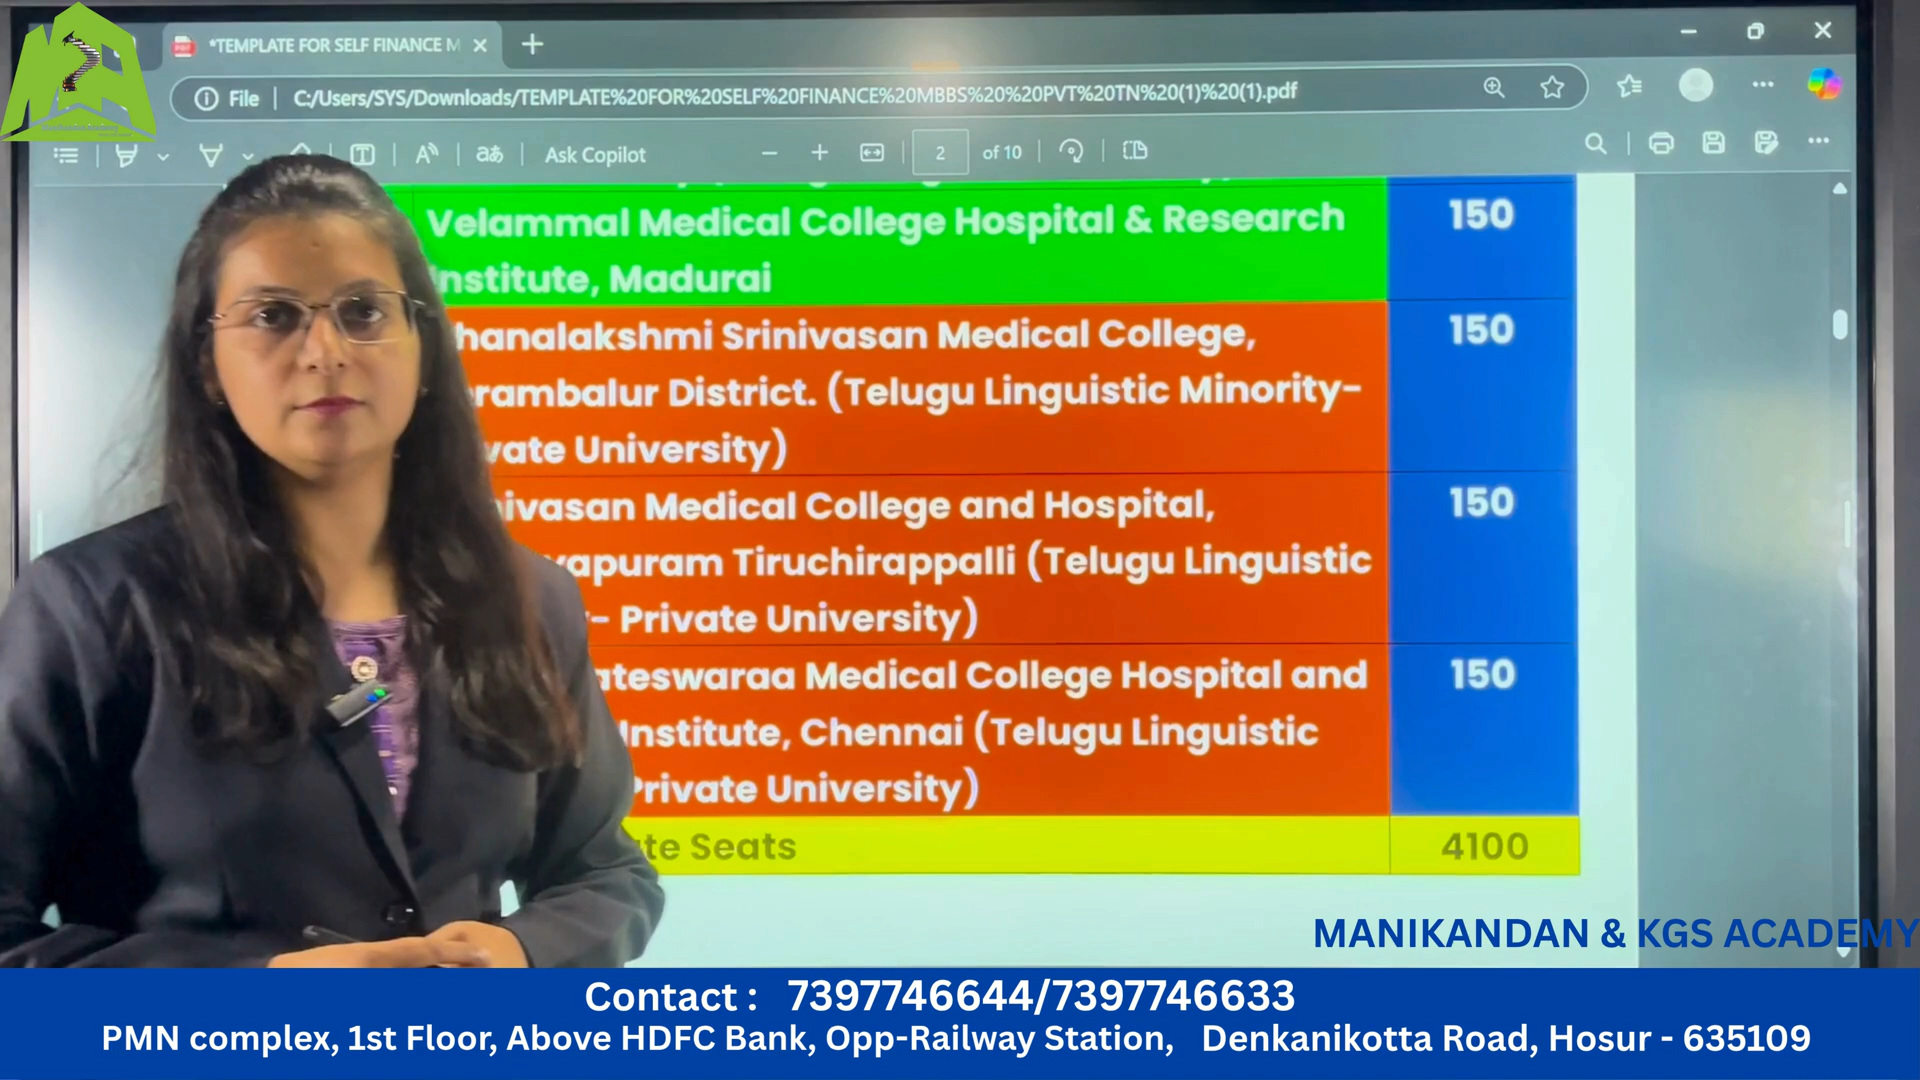 *TEMPLATE FOR SELF FINANCE M
File C:/Users/SYS/Downloads/TEMPLATE%20FOR%20SELF%20FINANCE%20MBBS%20%20PVT%20TN%20(1)%20(1).pdf
Ask Copilot 2 of 10
Velammal Medical College Hospital & Research 150
nstitute, Madurai
hanalakshmi Srinivasan Medical College, 150
rambalur District. (Telugu Linguistic Minority-
vate University)
ivasan Medical College and Hospital, 150
yapuram Tiruchirappalli (Telugu Linguistic
- Private University)
ateswaraa Medical College Hospital and 150
Institute, Chennai (Telugu Linguistic
Private University)
te Seats 4100
MANIKANDAN & KGS ACADEMY
Contact : 7397746644/7397746633
PMN complex, 1st Floor, Above HDFC Bank, Opp-Railway Station, Denkanikotta Road, Hosur - 635109